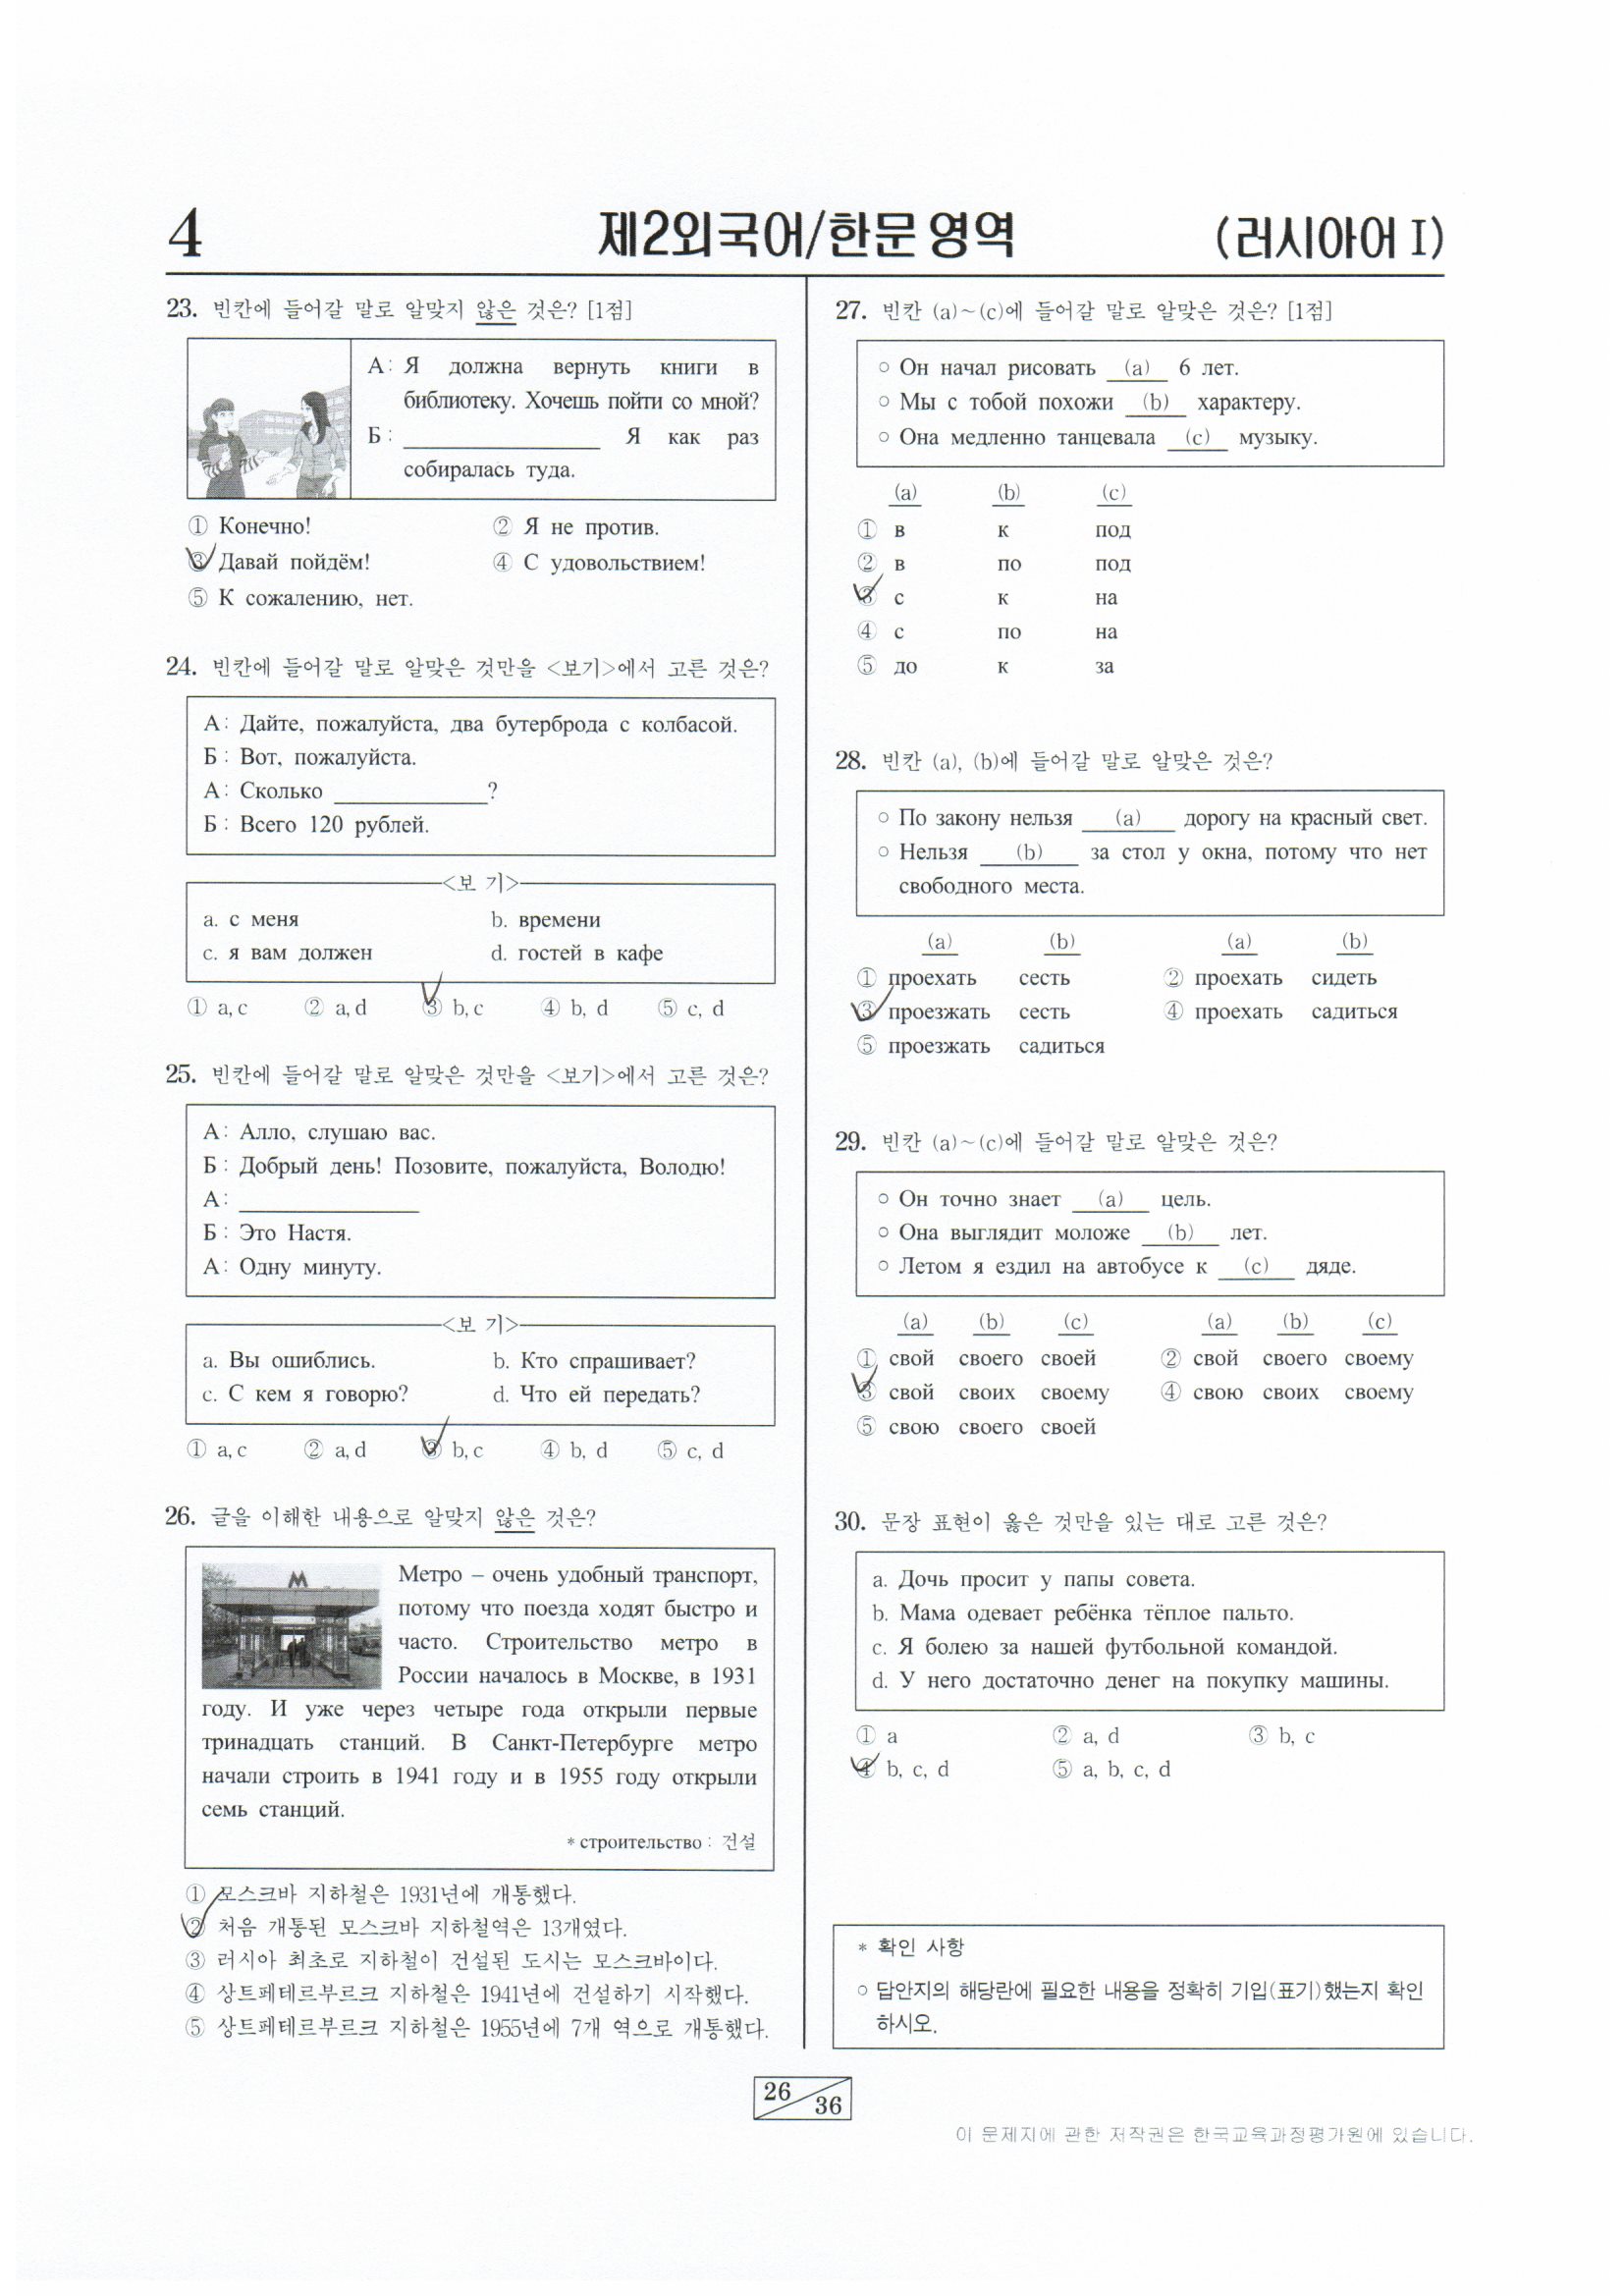 4
제2외국어/한문 영역
(러시아어 I)
23. 빈칸에 들어갈 말로 알맞지 않은 것은? [1점]
А: Я должна вернуть книги в
библиотеку. Хочешь пойти со мной?
Б: ____________ Я как раз
собиралась туда.
① Конечно! ② Я не против.
③ Давай пойдём! ④ С удовольствием!
⑤ К сожалению, нет.
24. 빈칸에 들어갈 말로 알맞은 것만을 <보기>에서 고른 것은?
А: Дайте, пожалуйста, два бутерброда с колбасой.
Б: Вот, пожалуйста.
А: Сколько ____________?
Б: Всего 120 рублей.
<보 기>
a. с меня b. времени
c. я вам должен d. гостей в кафе
① a, c ② a, d ③ b, c ④ b, d ⑤ c, d
25. 빈칸에 들어갈 말로 알맞은 것만을 <보기>에서 고른 것은?
А: Алло, слушаю вас.
Б: Добрый день! Позовите, пожалуйста, Володю!
А: ____________
Б: Это Настя.
А: Одну минуту.
<보 기>
a. Вы ошиблись. b. Кто спрашивает?
c. С кем я говорю? d. Что ей передать?
① a, c ② a, d ③ b, c ④ b, d ⑤ c, d
26. 글을 이해한 내용으로 알맞지 않은 것은?
М
Метро – очень удобный транспорт,
потому что поезда ходят быстро и
часто. Строительство метро в
России началось в Москве, в 1931
году. И уже через четыре года открыли первые
тринадцать станций. В Санкт-Петербурге метро
начали строить в 1941 году и в 1955 году открыли
семь станций.
* строительство: 건설
① 모스크바 지하철은 1931년에 개통했다.
② 처음 개통된 모스크바 지하철역은 13개였다.
③ 러시아 최초로 지하철이 건설된 도시는 모스크바이다.
④ 상트페테르부르크 지하철은 1941년에 건설하기 시작했다.
⑤ 상트페테르부르크 지하철은 1955년에 7개 역으로 개통했다.
27. 빈칸 (a)~(c)에 들어갈 말로 알맞은 것은? [1점]
○ Он начал рисовать (a) 6 лет.
○ Мы с тобой похожи (b) характеру.
○ Она медленно танцевала (c) музыку.
(a) (b) (c)
① в к под
② в по под
③ с к на
④ с по на
⑤ до к за
28. 빈칸 (a), (b)에 들어갈 말로 알맞은 것은?
○ По закону нельзя (a) дорогу на красный свет.
○ Нельзя (b) за стол у окна, потому что нет
свободного места.
(a) (b) (a) (b)
① проехать сесть ② проехать сидеть
③ проезжать сесть ④ проехать садиться
⑤ проезжать садиться
29. 빈칸 (a)~(c)에 들어갈 말로 알맞은 것은?
○ Он точно знает (a) цель.
○ Она выглядит моложе (b) лет.
○ Летом я ездил на автобусе к (c) дяде.
(a) (b) (c) (a) (b) (c)
① свой своего своей ② свой своего своему
③ свой своих своему ④ свою своих своему
⑤ свою своего своей
30. 문장 표현이 옳은 것만을 있는 대로 고른 것은?
a. Дочь просит у папы совета.
b. Мама одевает ребёнка тёплое пальто.
c. Я болею за нашей футбольной командой.
d. У него достаточно денег на покупку машины.
① a ② a, d ③ b, c
④ b, c, d ⑤ a, b, c, d
* 확인 사항
○ 답안지의 해당란에 필요한 내용을 정확히 기입(표기)했는지 확인
하시오.
26
36
이 문제지에 관한 저작권은 한국교육과정평가원에 있습니다.